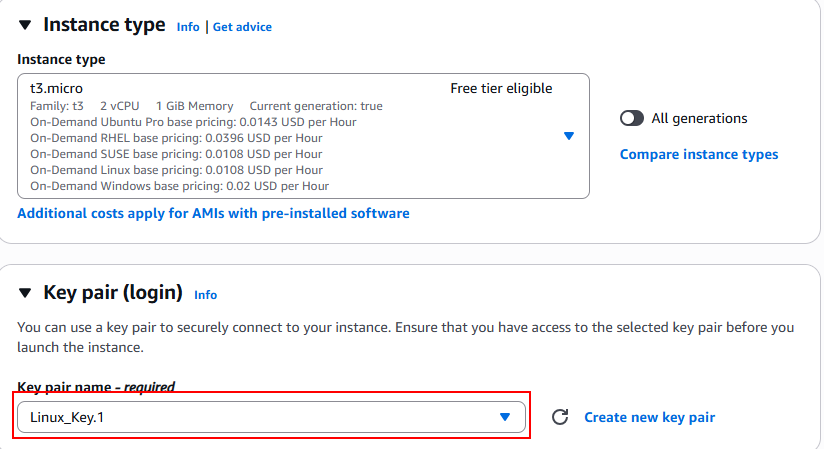 Instance type Info | Get advice
Instance type
t3.micro Free tier eligible
Family: t3 2 vCPU 1 GiB Memory Current generation: true
On-Demand Ubuntu Pro base pricing: 0.0143 USD per Hour
On-Demand RHEL base pricing: 0.0396 USD per Hour
On-Demand SUSE base pricing: 0.0108 USD per Hour
On-Demand Linux base pricing: 0.0108 USD per Hour
On-Demand Windows base pricing: 0.02 USD per Hour
All generations
Compare instance types
Additional costs apply for AMIs with pre-installed software
Key pair (login) Info
You can use a key pair to securely connect to your instance. Ensure that you have access to the selected key pair before you
launch the instance.
Key pair name - required
Linux_Key.1
Create new key pair